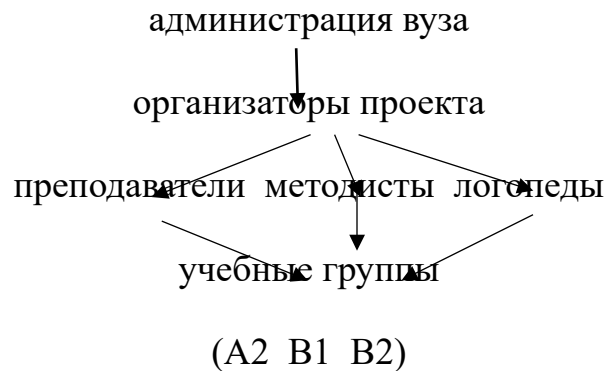 администрация вуза
организаторы проекта
преподаватели методисты логопеды
учебные группы
(А2 В1 В2)